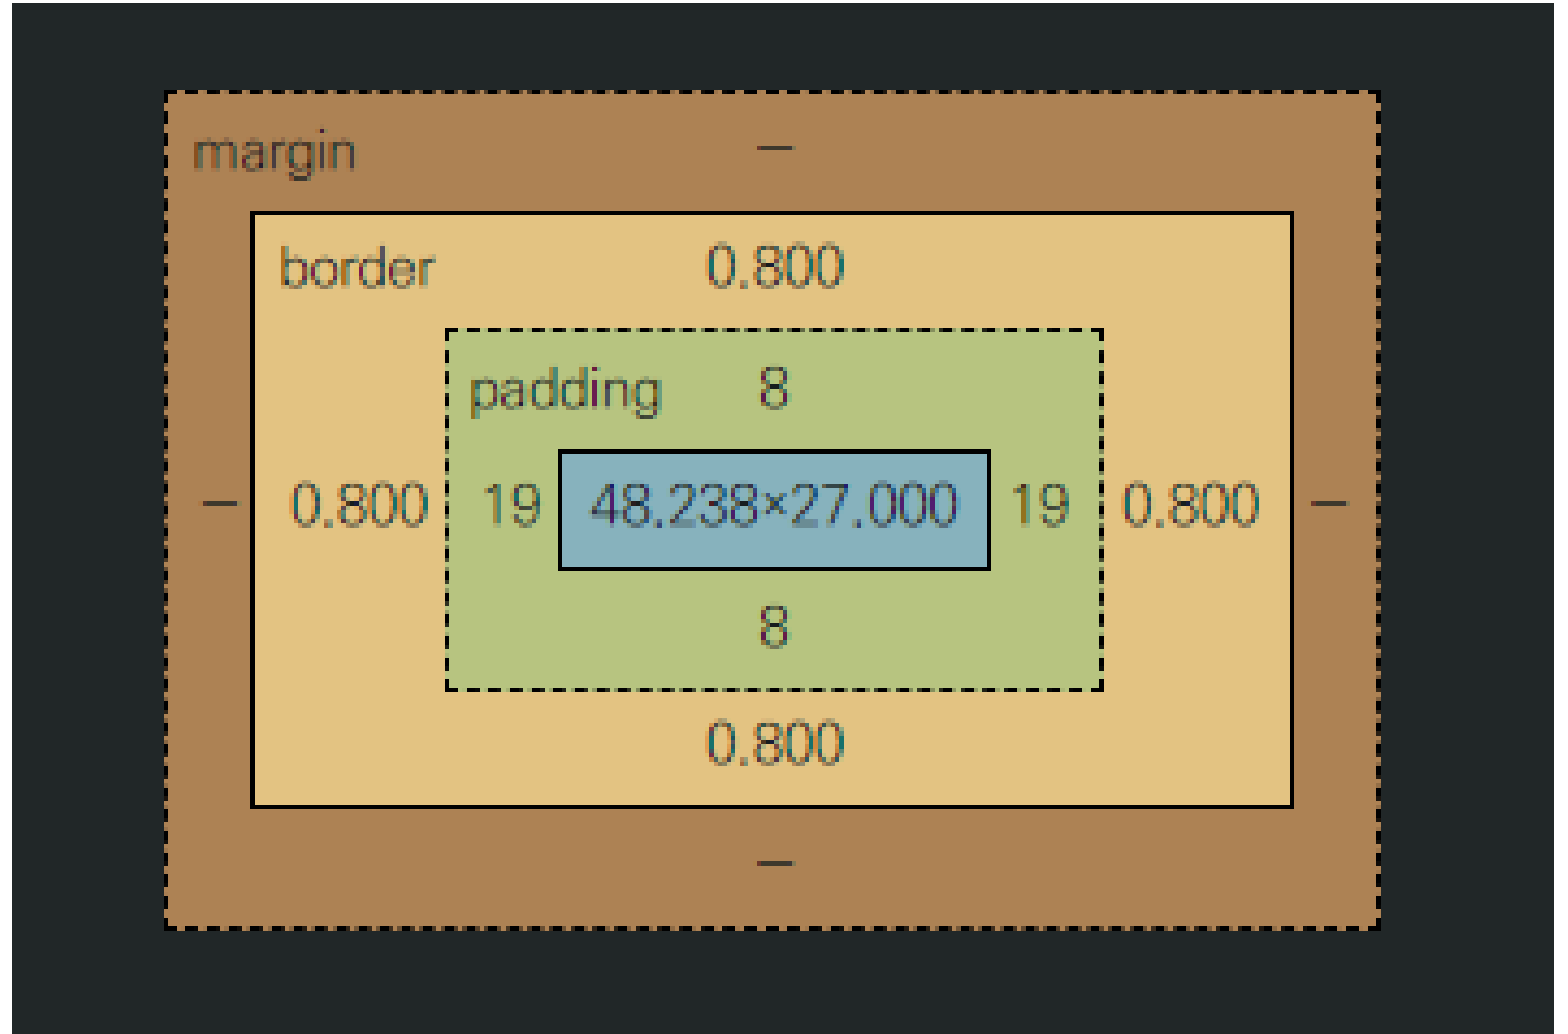 margin –
border 0.800
padding 8
– 0.800 19 48.238×27.000 19 0.800 –
8
0.800
–